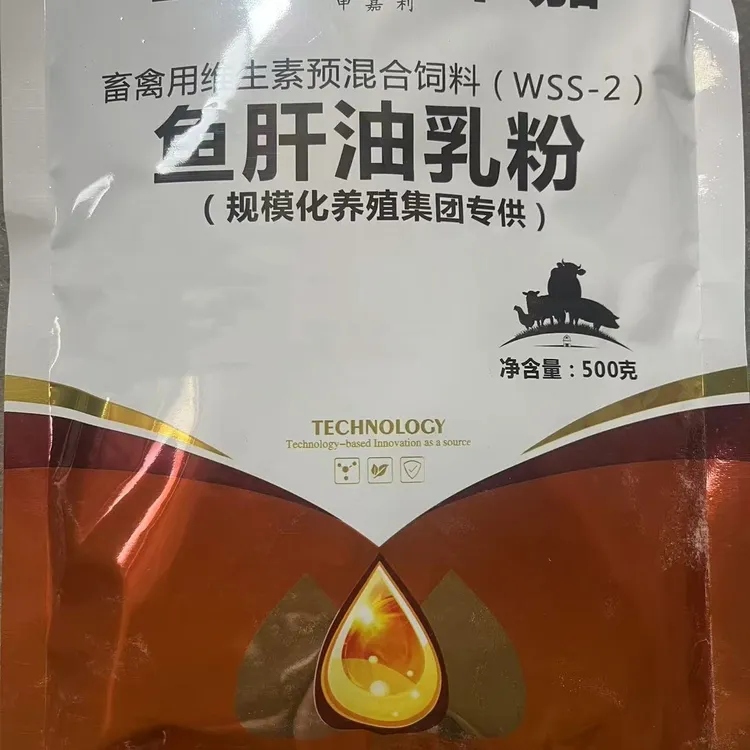 申嘉利
畜禽用维生素预混合饲料（WSS-2）
鱼肝油乳粉
（规模化养殖集团专供）
净含量：500克
TECHNOLOGY
Technology-based Innovation as a source